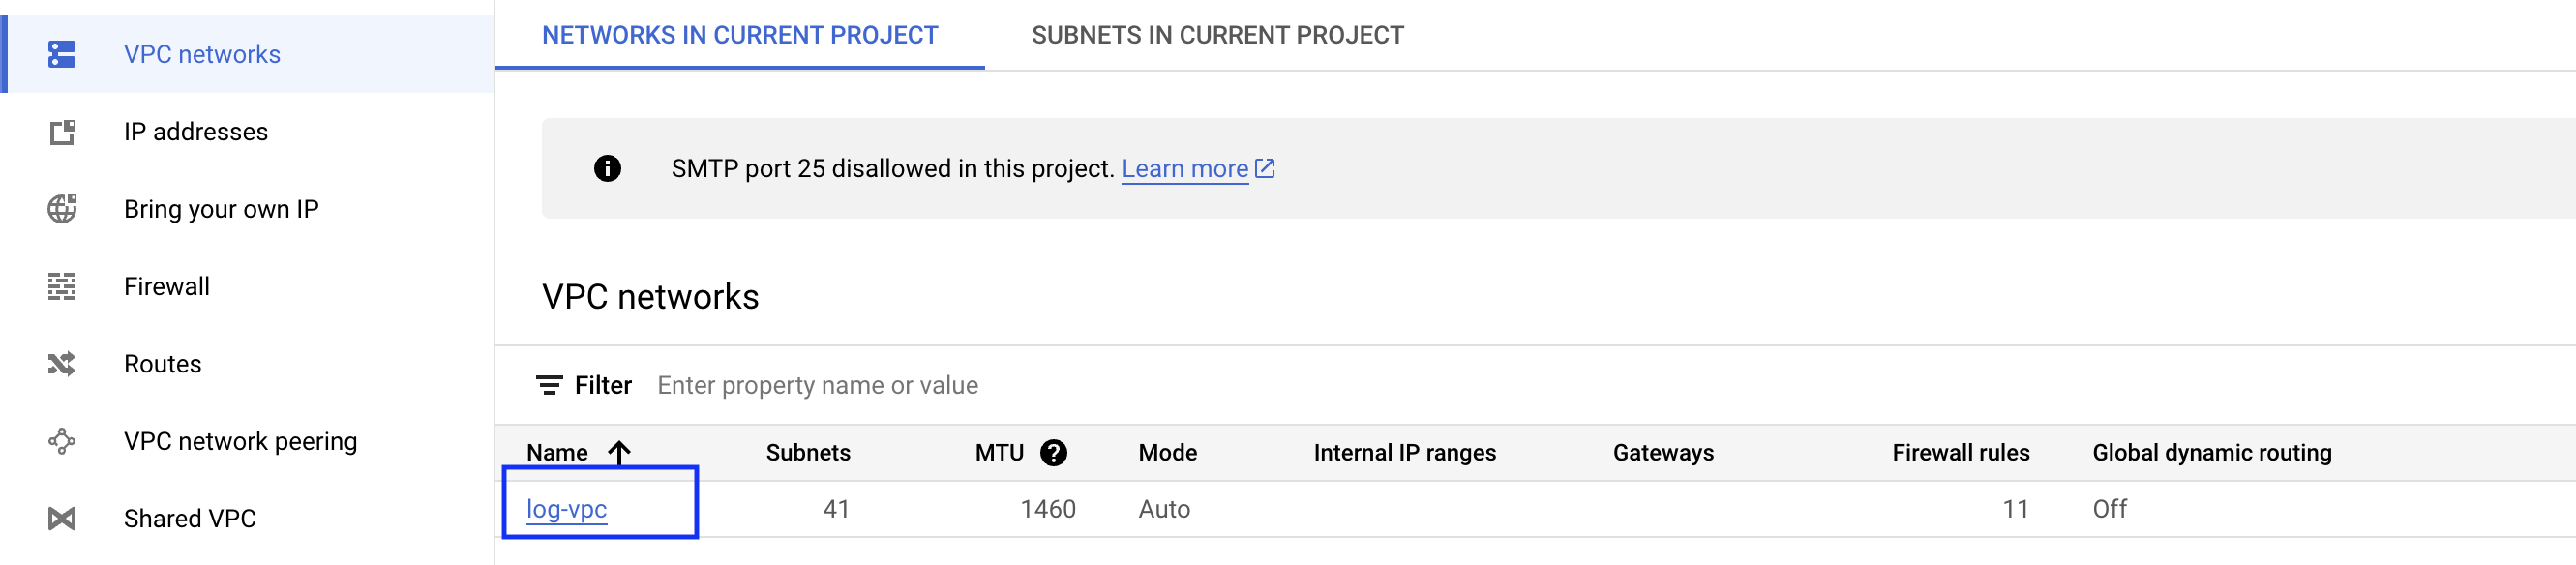 VPC networks
IP addresses
Bring your own IP
Firewall
Routes
VPC network peering
Shared VPC
NETWORKS IN CURRENT PROJECT SUBNETS IN CURRENT PROJECT
SMTP port 25 disallowed in this project. Learn more
VPC networks
Filter Enter property name or value
Name Subnets MTU Mode Internal IP ranges Gateways Firewall rules Global dynamic routing
log-vpc 41 1460 Auto 11 Off